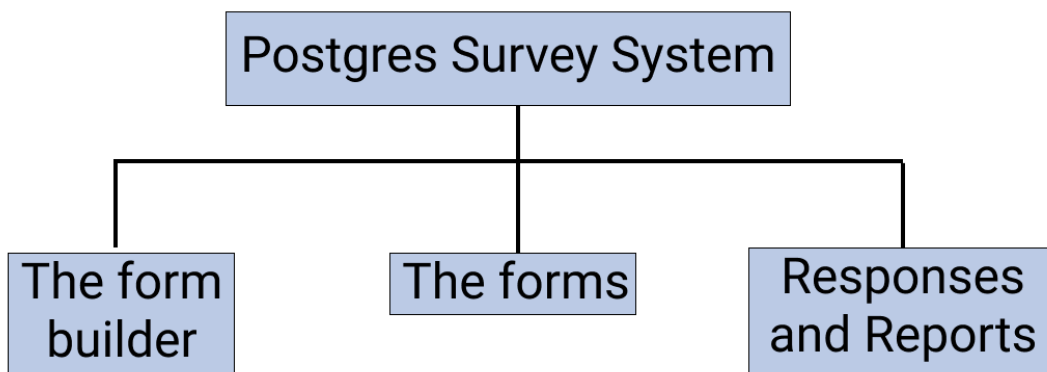 Postgres Survey System
The form
builder
The forms
Responses
and Reports